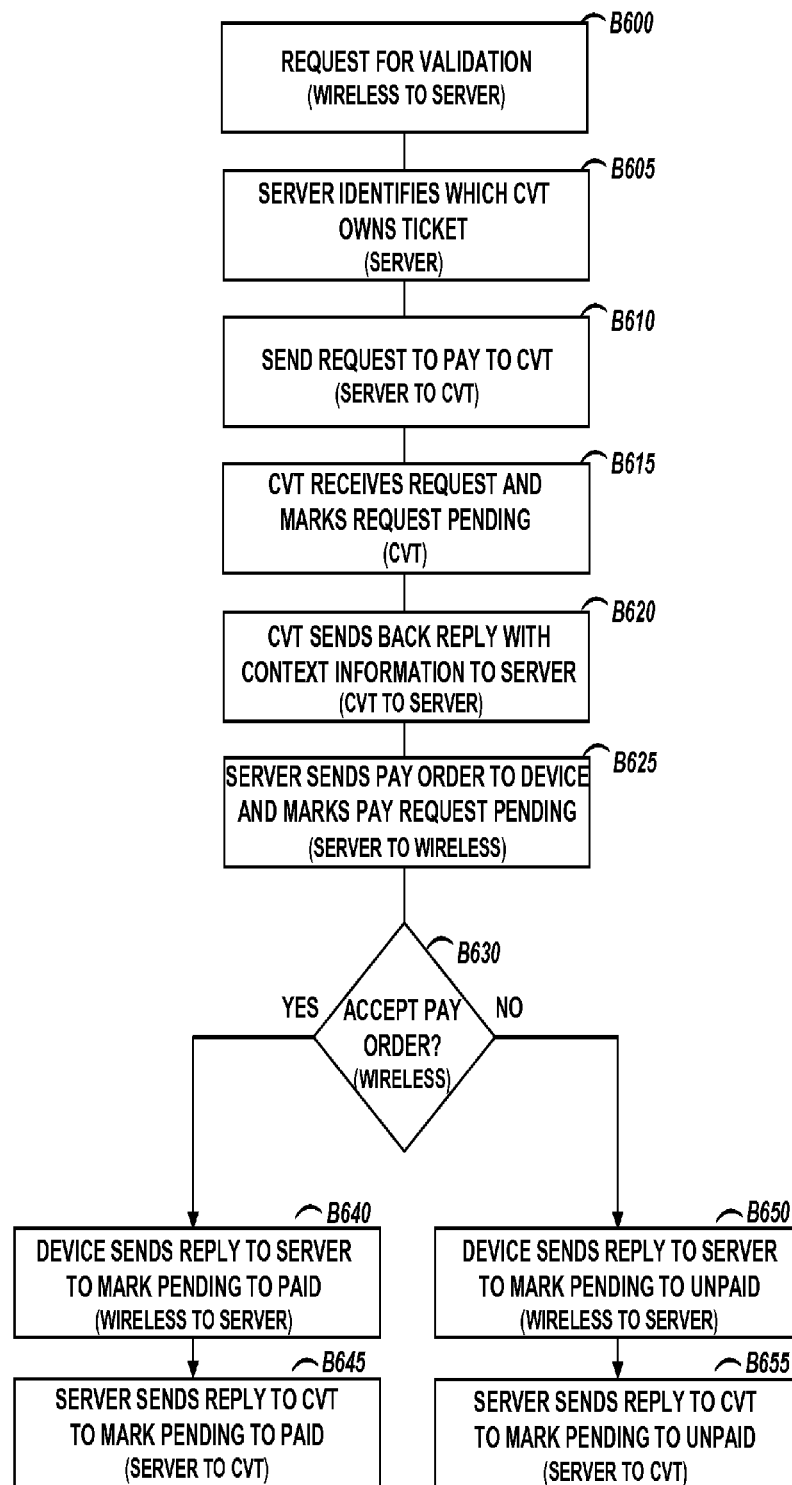 B600
REQUEST FOR VALIDATION
(WIRELESS TO SERVER)
B605
SERVER IDENTIFIES WHICH CVT
OWNS TICKET
(SERVER)
B610
SEND REQUEST TO PAY TO CVT
(SERVER TO CVT)
B615
CVT RECEIVES REQUEST AND
MARKS REQUEST PENDING
(CVT)
B620
CVT SENDS BACK REPLY WITH
CONTEXT INFORMATION TO SERVER
(CVT TO SERVER)
B625
SERVER SENDS PAY ORDER TO DEVICE
AND MARKS PAY REQUEST PENDING
(SERVER TO WIRELESS)
B630
YES
ACCEPT PAY
ORDER?
(WIRELESS)
NO
B640
DEVICE SENDS REPLY TO SERVER
TO MARK PENDING TO PAID
(WIRELESS TO SERVER)
B645
SERVER SENDS REPLY TO CVT
TO MARK PENDING TO PAID
(SERVER TO CVT)
B650
DEVICE SENDS REPLY TO SERVER
TO MARK PENDING TO UNPAID
(WIRELESS TO SERVER)
B655
SERVER SENDS REPLY TO CVT
TO MARK PENDING TO UNPAID
(SERVER TO CVT)